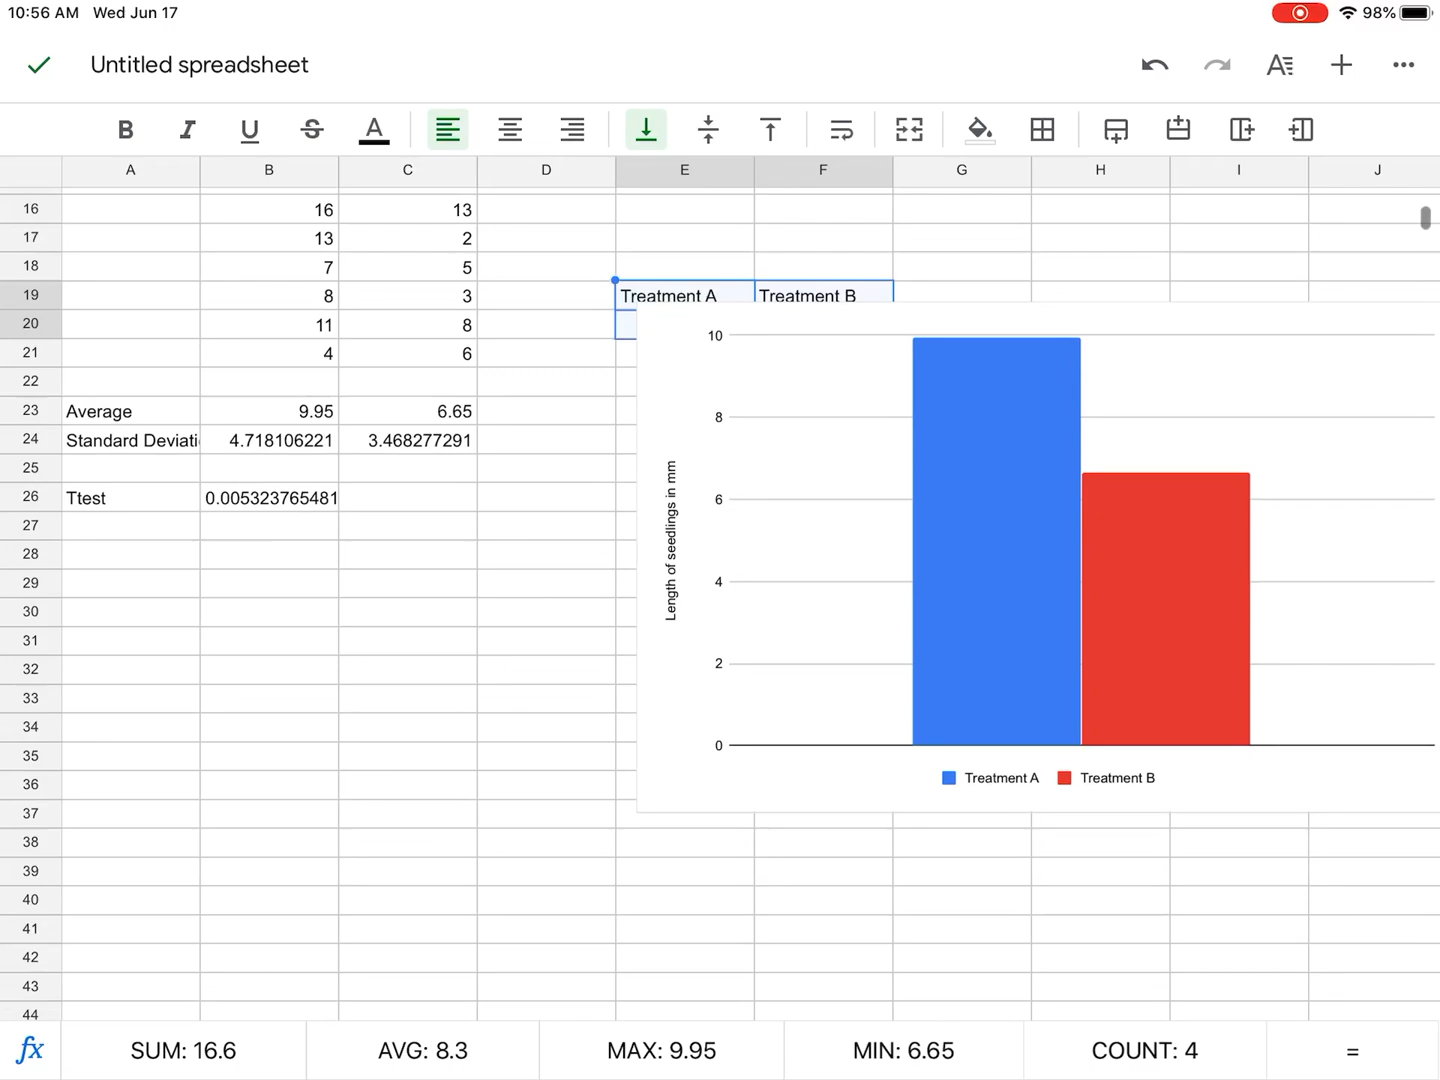 10:56 AM Wed Jun 17 98%
Untitled spreadsheet
B I U S A
A B C D E F G H I J
16 16 13
17 13 2
18 7 5
19 8 3 Treatment A Treatment B
20 11 8
21 4 6
22
23 Average 9.95 6.65
24 Standard Deviati 4.718106221 3.468277291
25
26 Ttest 0.005323765481
27
28
29
30
31
32
33
34
35
36
37
38
39
40
41
42
43
44
Length of seedlings in mm
10
8
6
4
2
0
Treatment A Treatment B
fx SUM: 16.6 AVG: 8.3 MAX: 9.95 MIN: 6.65 COUNT: 4 =